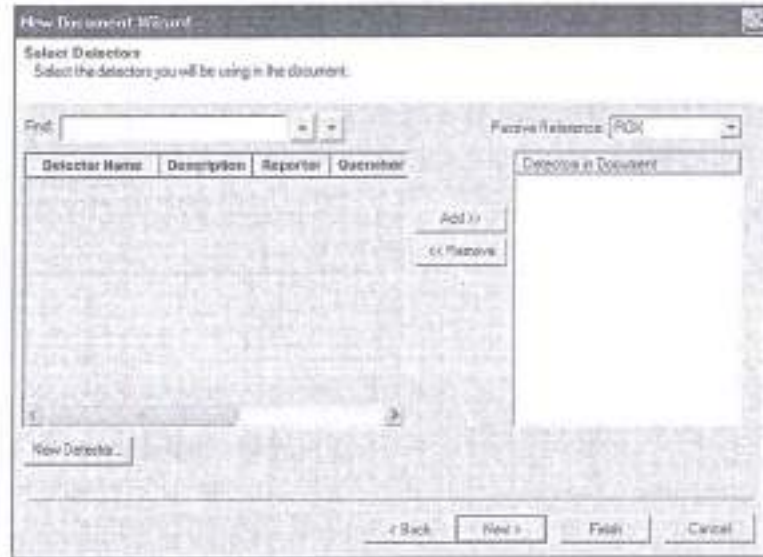 New Document Wizard
Select Detectors
Select the detectors you will be using in the document.
Find:
Passive Reference: ROX
Detector Name Description Reporter Quencher
Detectors in Document
Add >>
<< Remove
New Detector...
< Back
Next >
Finish
Cancel